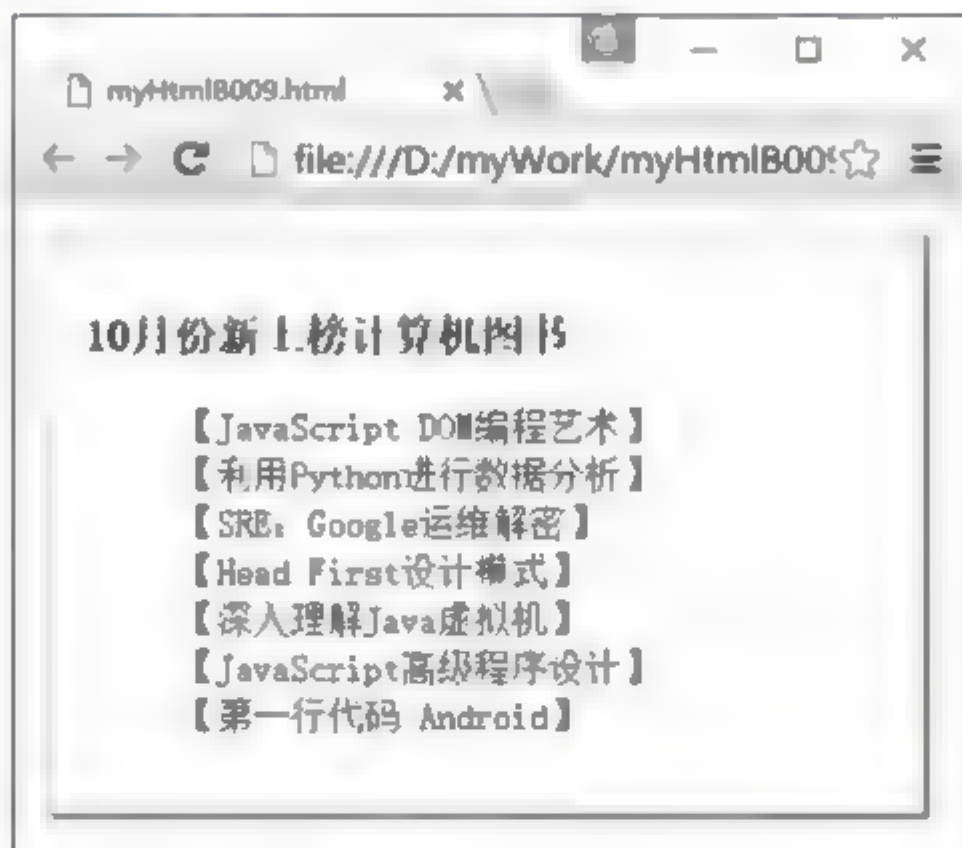 myHtmlB009.html
file:///D:/myWork/myHtmlB009
10月份新上榜计算机图书
【JavaScript DOM编程艺术】
【利用Python进行数据分析】
【SRE: Google运维解密】
【Head First设计模式】
【深入理解Java虚拟机】
【JavaScript高级程序设计】
【第一行代码 Android】